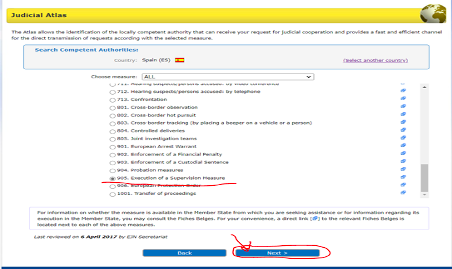 Judicial Atlas
The Atlas allows the identification of the locally competent authority that can receive your request for judicial cooperation and provides a fast and efficient channel
for the direct transmission of requests according with the selected measure.
Search Competent Authorities:
Country: Spain (ES)
(Select another country)
Choose measure: ALL
711. Hearing suspects/persons accused: by video conference
712. Hearing suspects/persons accused: by telephone
713. Confrontation
801. Cross-border observation
802. Cross-border hot pursuit
803. Cross-border tracking (by placing a beeper on a vehicle or a person)
804. Controlled deliveries
805. Joint investigation teams
901. European Arrest Warrant
902. Enforcement of a Financial Penalty
903. Enforcement of a Custodial Sentence
904. Probation measures
905. Execution of a Supervision Measure
906. European Protection Order
1001. Transfer of proceedings
For information on whether the measure is available in the Member State from which you are seeking assistance or for information regarding its
execution in the Member State, you may consult the Fiches Belges. For your convenience, a direct link [ ] to the relevant Fiches Belges is
located next to each of the above measures.
Last reviewed on 6 April 2017 by EJN Secretariat
Back
Next >